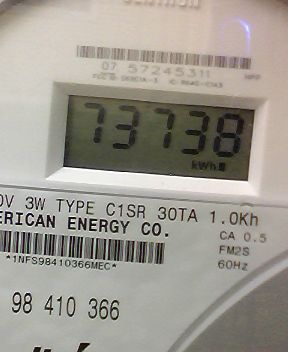 07 57245311
73738
kWh
0V 3W TYPE C1SR 30TA 1.0Kh
ERICAN ENERGY CO.
CA 0.5
FM2S
60Hz
*1NFS98410366MEC*
98 410 366